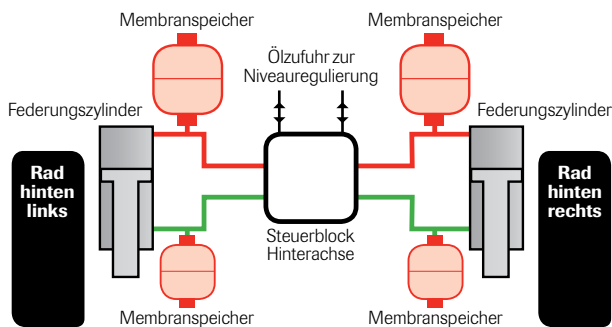 Membranspeicher
Membranspeicher
Ölzufuhr zur
Niveauregulierung
Federungszylinder
Federungszylinder
Rad
hinten
links
Rad
hinten
rechts
Steuerblock
Hinterachse
Membranspeicher
Membranspeicher